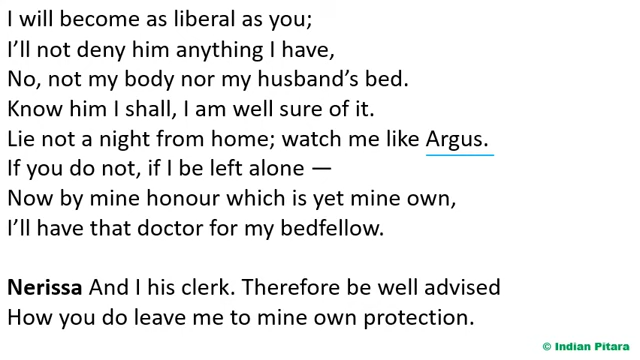 I will become as liberal as you;
I’ll not deny him anything I have,
No, not my body nor my husband’s bed.
Know him I shall, I am well sure of it.
Lie not a night from home; watch me like Argus.
If you do not, if I be left alone —
Now by mine honour which is yet mine own,
I’ll have that doctor for my bedfellow.
Nerissa And I his clerk. Therefore be well advised
How you do leave me to mine own protection.
© Indian Pitara